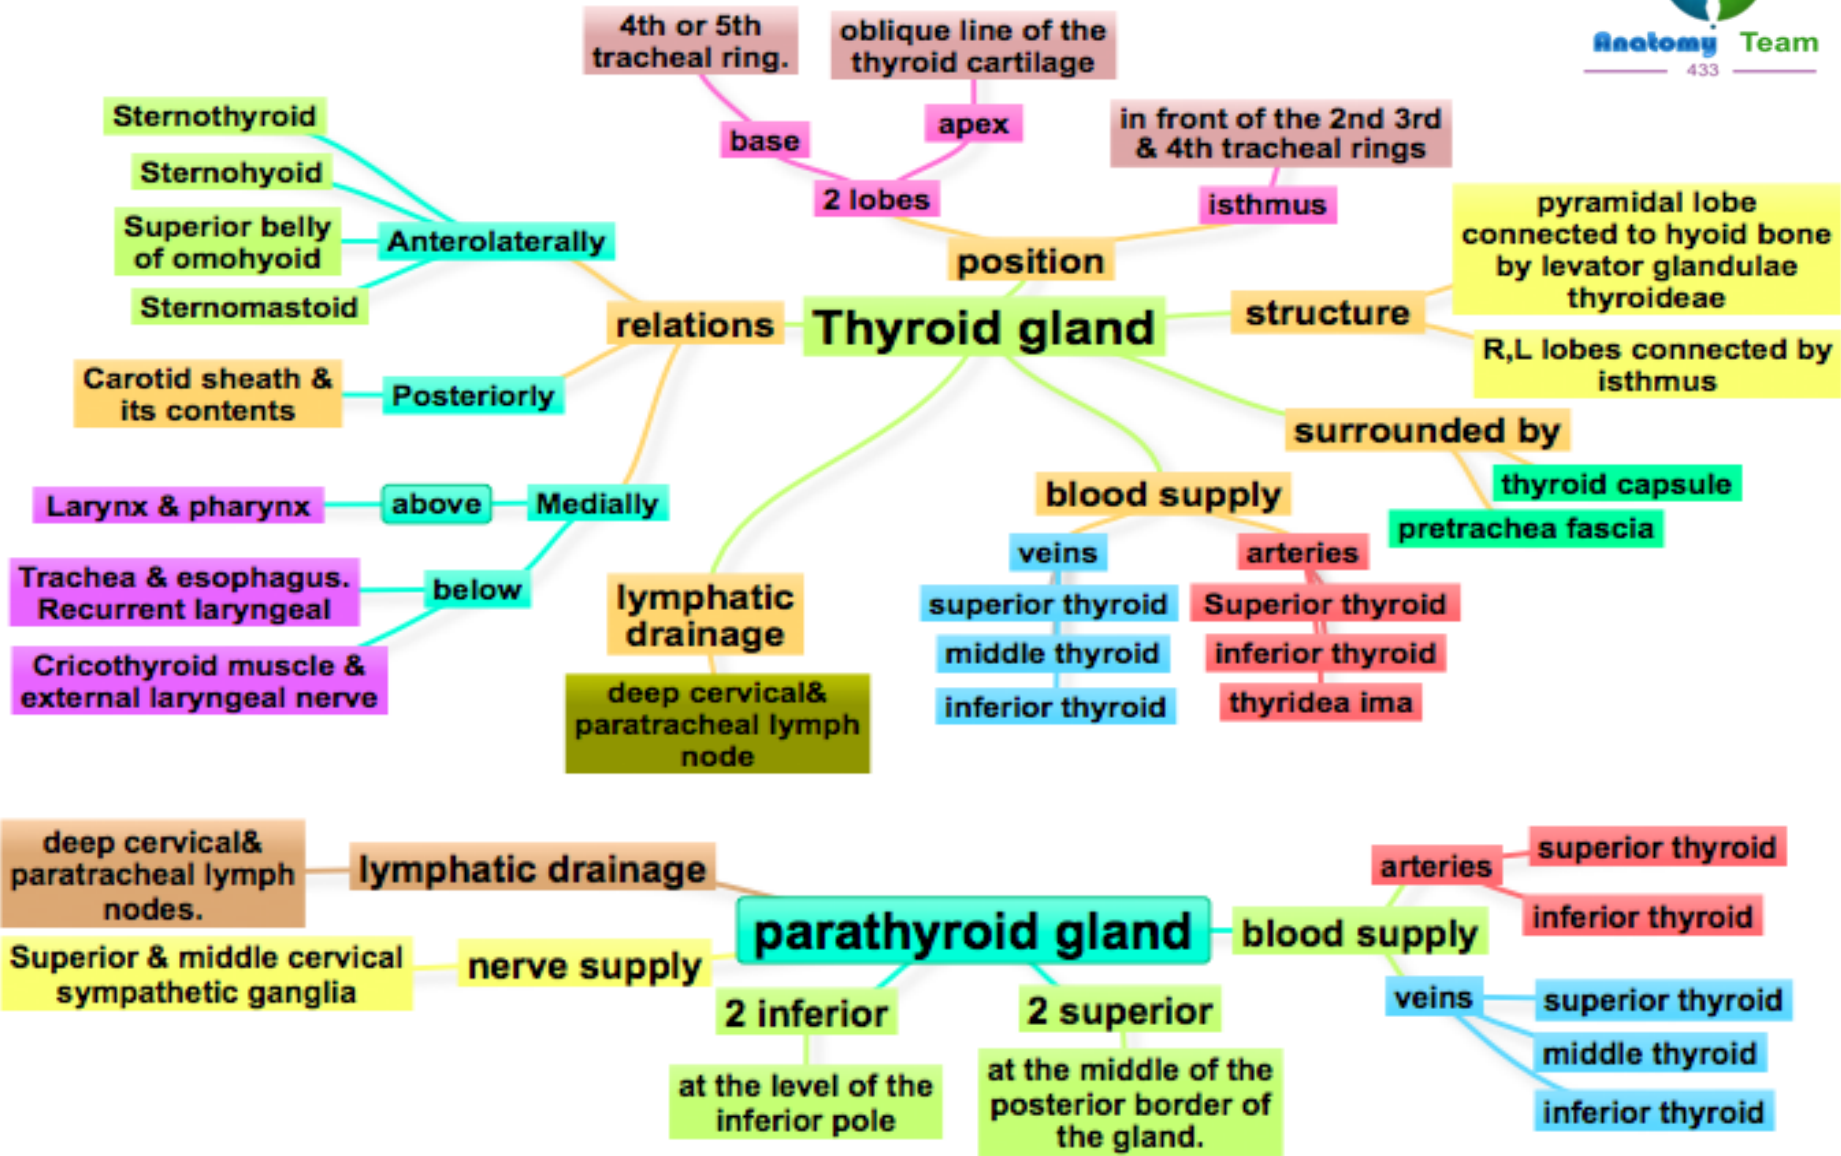 Anatomy Team
433
4th or 5th
tracheal ring.
oblique line of the
thyroid cartilage
base
apex
in front of the 2nd 3rd
& 4th tracheal rings
2 lobes
isthmus
position
Thyroid gland
structure
pyramidal lobe
connected to hyoid bone
by levator glandulae
thyroideae
R,L lobes connected by
isthmus
surrounded by
thyroid capsule
pretrachea fascia
relations
Anterolaterally
Sternothyroid
Sternohyoid
Superior belly
of omohyoid
Sternomastoid
Posteriorly
Carotid sheath &
its contents
Medially
above
Larynx & pharynx
below
Trachea & esophagus.
Recurrent laryngeal
Cricothyroid muscle &
external laryngeal nerve
lymphatic
drainage
deep cervical&
paratracheal lymph
node
blood supply
veins
superior thyroid
middle thyroid
inferior thyroid
arteries
Superior thyroid
inferior thyroid
thyridea ima
parathyroid gland
lymphatic drainage
deep cervical&
paratracheal lymph
nodes.
nerve supply
Superior & middle cervical
sympathetic ganglia
2 inferior
at the level of the
inferior pole
2 superior
at the middle of the
posterior border of
the gland.
blood supply
arteries
superior thyroid
inferior thyroid
veins
superior thyroid
middle thyroid
inferior thyroid